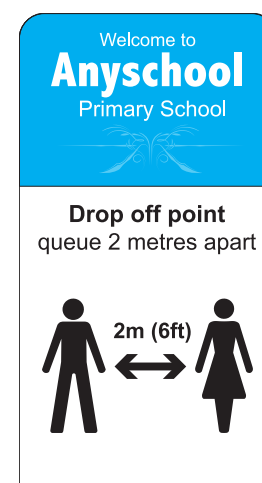 Welcome to
Anyschool
Primary School
Drop off point
queue 2 metres apart
2m (6ft)